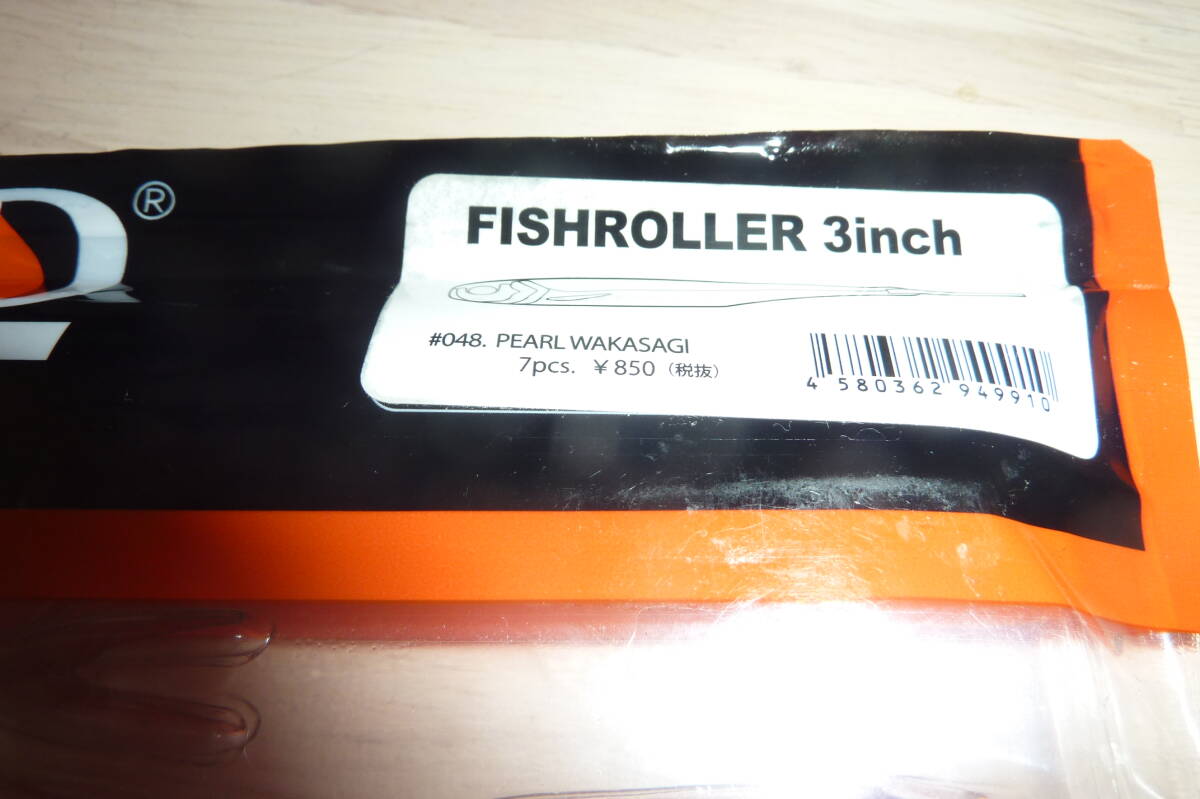 ®
FISHROLLER 3inch
#048. PEARL WAKASAGI
7pcs. ￥850（税抜）
4 580362 949910